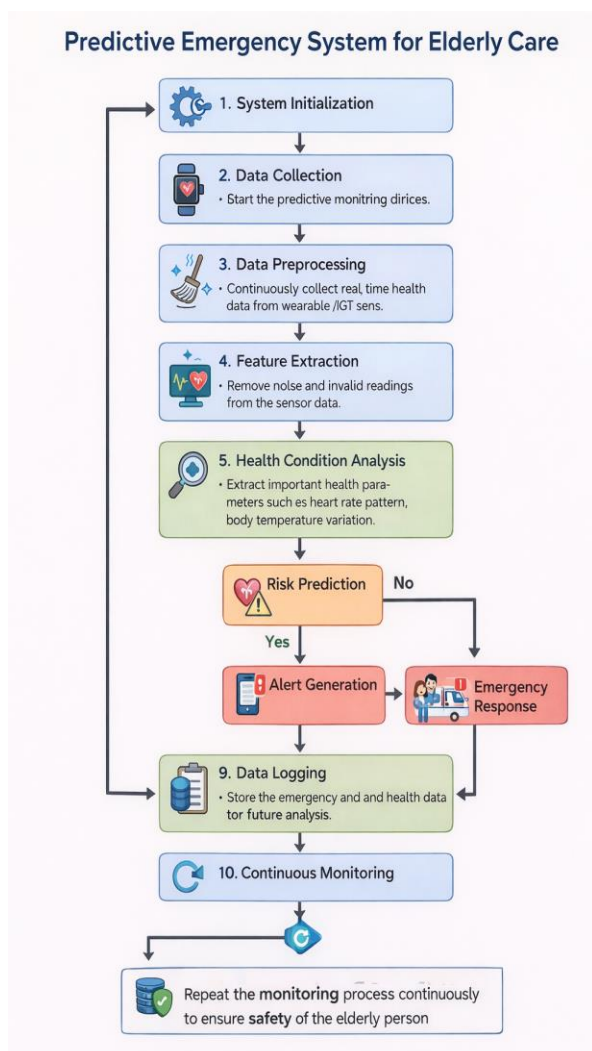 Predictive Emergency System for Elderly Care
1. System Initialization
2. Data Collection
• Start the predictive monitring dirices.
3. Data Preprocessing
• Continuously collect real, time health
data from wearable /IGT sens.
4. Feature Extraction
• Remove noise and invalid readings
from the sensor data.
5. Health Condition Analysis
• Extract important health para-
meters such es heart rate pattern,
body temperature variation.
Risk Prediction
No
Yes
Alert Generation
Emergency
Response
9. Data Logging
• Store the emergency and and health data
tor future analysis.
10. Continuous Monitoring
Repeat the monitoring process continuously
to ensure safety of the elderly person